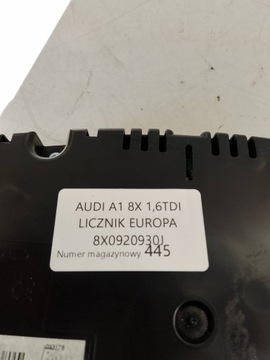 AUDI A1 8X 1,6TDI
LICZNIK EUROPA
8X0920930J
Numer magazynowy 445